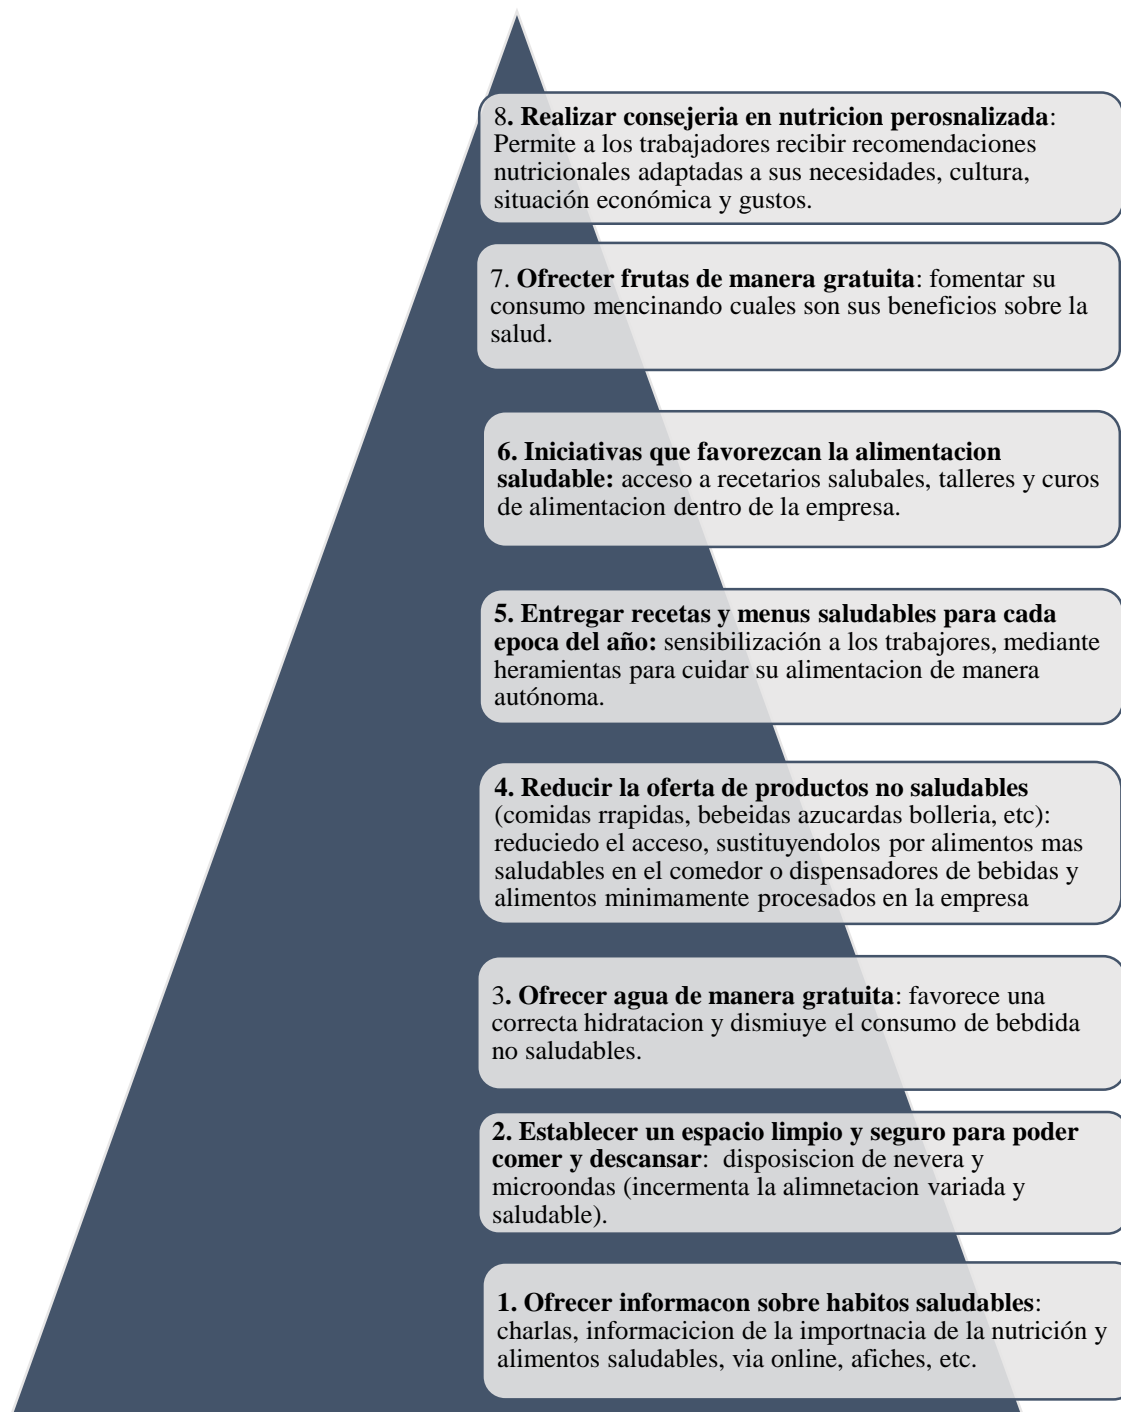 8. Realizar consejeria en nutricion perosnalizada:
Permite a los trabajadores recibir recomendaciones
nutricionales adaptadas a sus necesidades, cultura,
situación económica y gustos.
7. Ofrecter frutas de manera gratuita: fomentar su
consumo mencinando cuales son sus beneficios sobre la
salud.
6. Iniciativas que favorezcan la alimentacion
saludable: acceso a recetarios salubales, talleres y curos
de alimentacion dentro de la empresa.
5. Entregar recetas y menus saludables para cada
epoca del año: sensibilización a los trabajores, mediante
heramientas para cuidar su alimentacion de manera
autónoma.
4. Reducir la oferta de productos no saludables
(comidas rrapidas, bebeidas azucardas bolleria, etc):
reduciedo el acceso, sustituyendolos por alimentos mas
saludables en el comedor o dispensadores de bebidas y
alimentos minimamente procesados en la empresa
3. Ofrecer agua de manera gratuita: favorece una
correcta hidratacion y dismiuye el consumo de bebdida
no saludables.
2. Establecer un espacio limpio y seguro para poder
comer y descansar: disposiscion de nevera y
microondas (incermenta la alimnetacion variada y
saludable).
1. Ofrecer informacon sobre habitos saludables:
charlas, informacicion de la importnacia de la nutrición y
alimentos saludables, via online, afiches, etc.